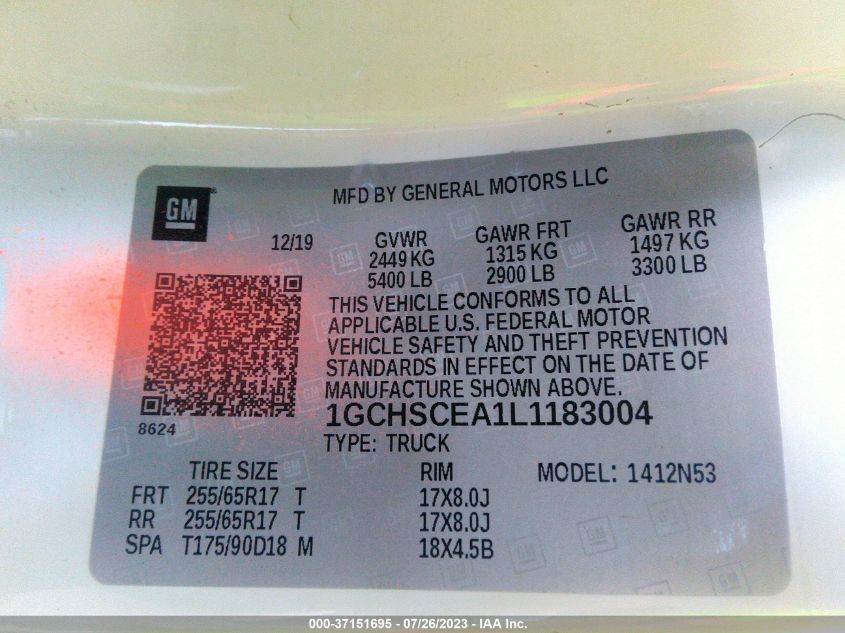 GM
MFD BY GENERAL MOTORS LLC
12/19
GVWR
2449 KG
5400 LB
GAWR FRT
1315 KG
2900 LB
GAWR RR
1497 KG
3300 LB
THIS VEHICLE CONFORMS TO ALL
APPLICABLE U.S. FEDERAL MOTOR
VEHICLE SAFETY AND THEFT PREVENTION
STANDARDS IN EFFECT ON THE DATE OF
MANUFACTURE SHOWN ABOVE.
8624
1GCHSCEA1L1183004
TYPE: TRUCK
TIRE SIZE RIM MODEL: 1412N53
FRT 255/65R17 T 17X8.0J
RR 255/65R17 T 17X8.0J
SPA T175/90D18 M 18X4.5B
000-37151695 - 07/26/2023 - IAA Inc.